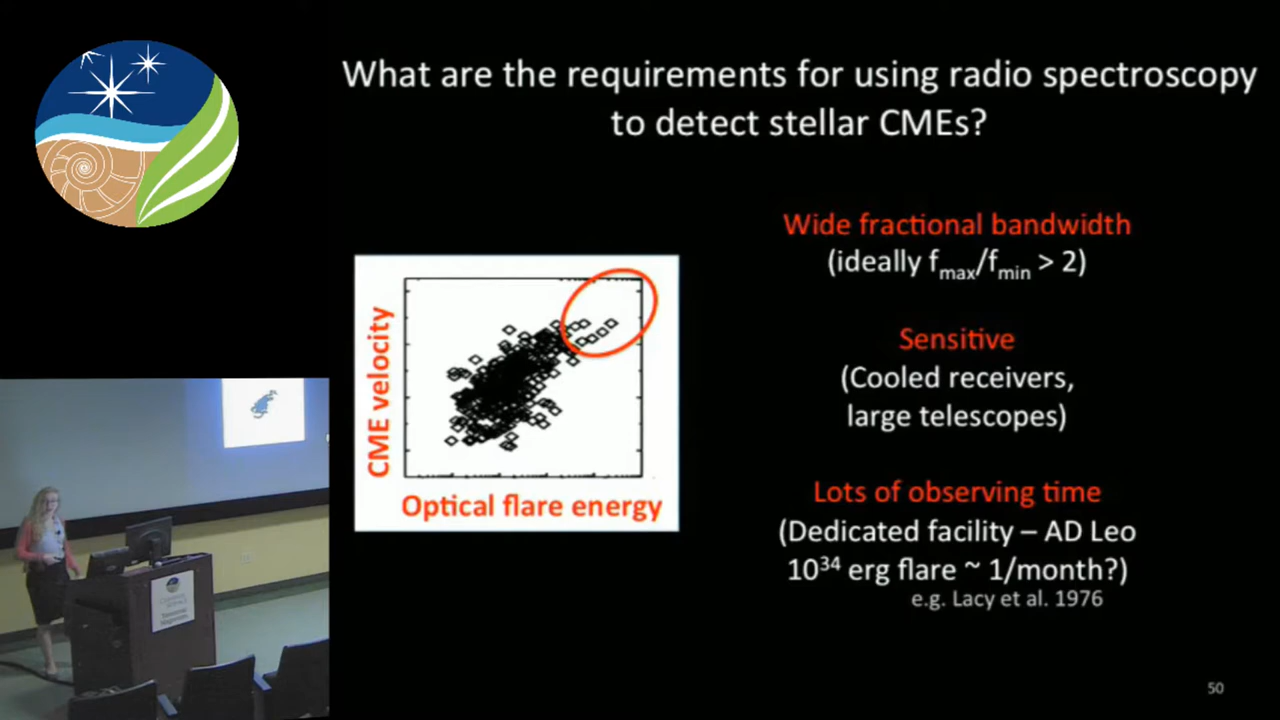 What are the requirements for using radio spectroscopy
to detect stellar CMEs?
Wide fractional bandwidth
(ideally fmax/fmin > 2)
Sensitive
(Cooled receivers,
large telescopes)
Lots of observing time
(Dedicated facility – AD Leo
10³⁴ erg flare ~ 1/month?)
e.g. Lacy et al. 1976
CME velocity
Optical flare energy
50